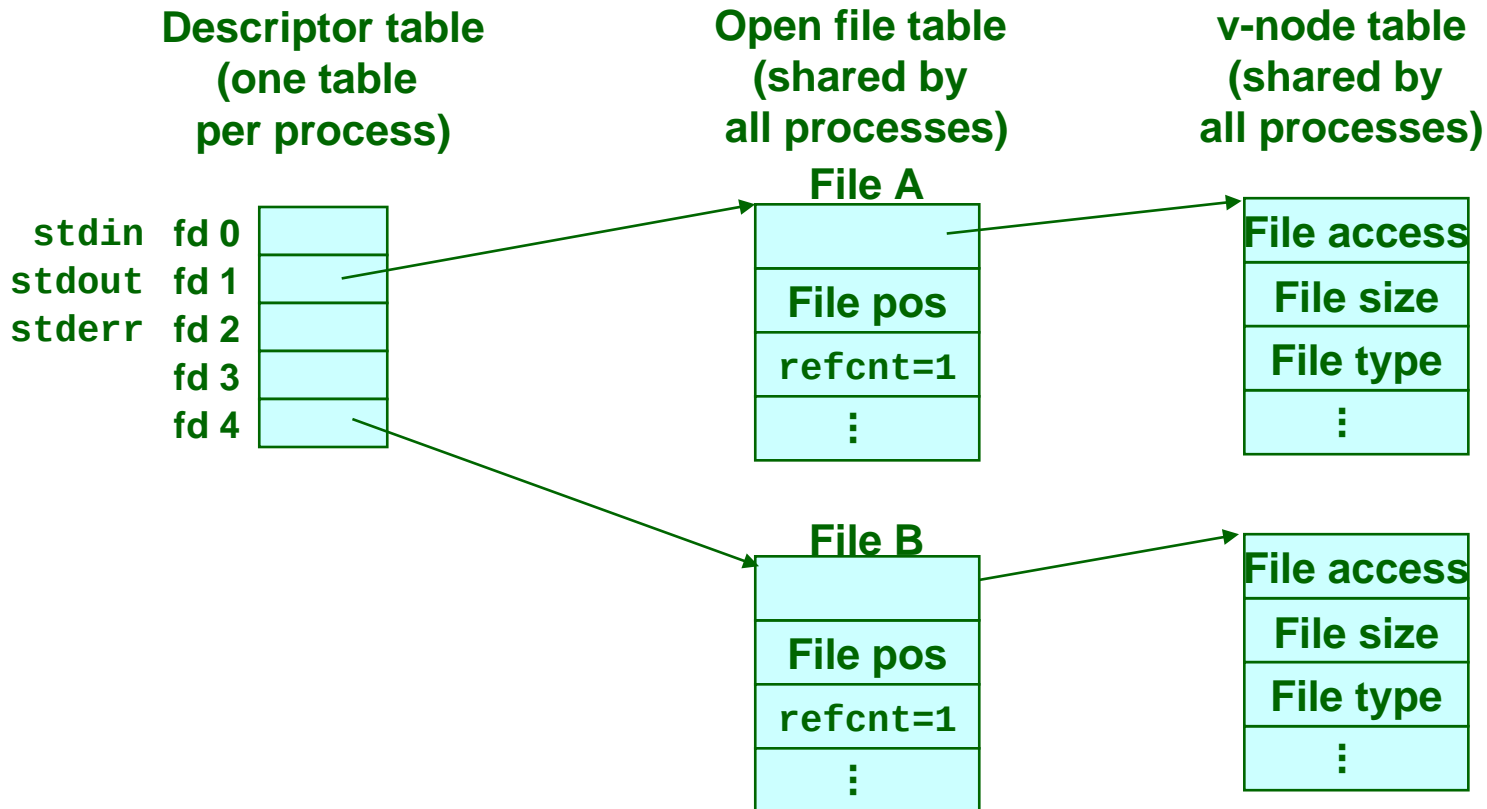 Descriptor table
(one table
per process)
Open file table
(shared by
all processes)
v-node table
(shared by
all processes)
stdin fd 0
stdout fd 1
stderr fd 2
fd 3
fd 4
File A
File pos
refcnt=1
⋮
File access
File size
File type
⋮
File B
File pos
refcnt=1
⋮
File access
File size
File type
⋮